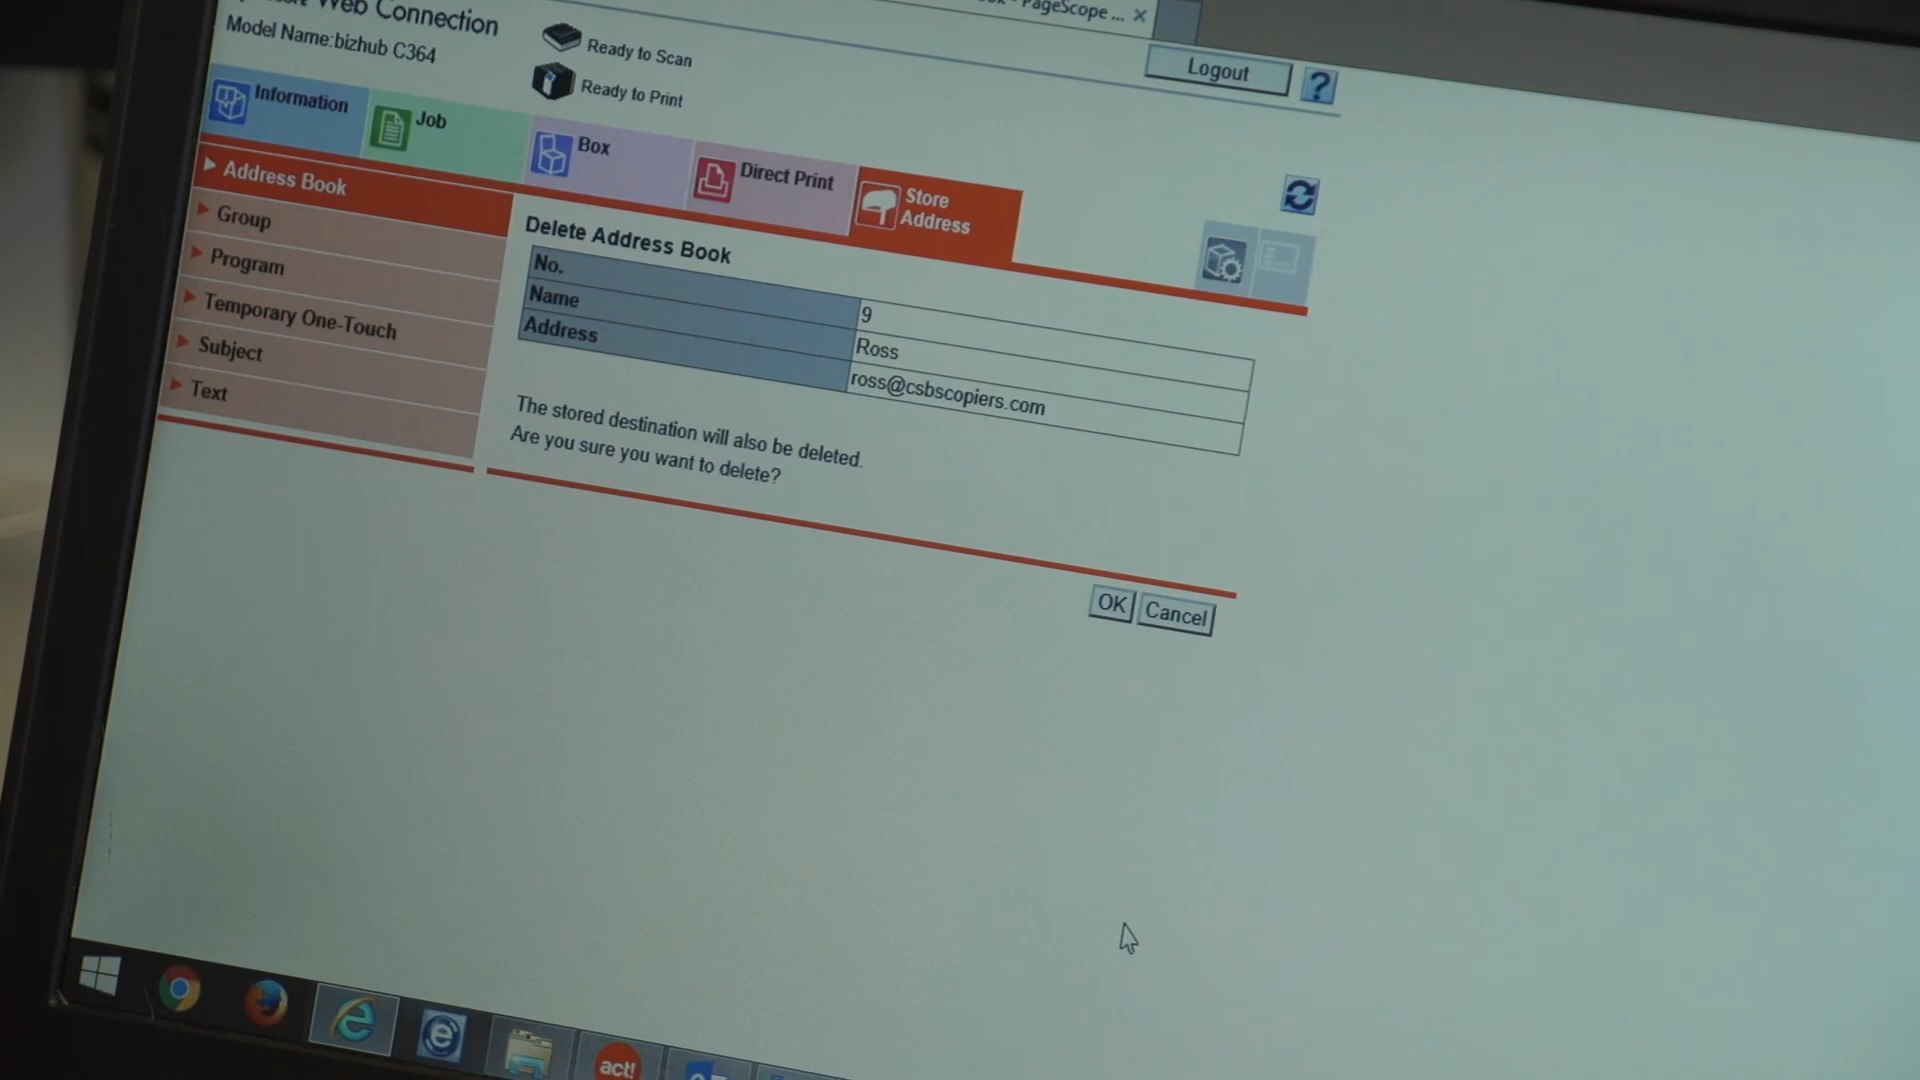 Web Connection
PageScope ...
Model Name:bizhub C364
Ready to Scan
Ready to Print
Logout
?
Information
Job
Box
Direct Print
Store
Address
Address Book
Group
Program
Temporary One-Touch
Subject
Text
Delete Address Book
No.
9
Name
Ross
Address
ross@csbscopiers.com
The stored destination will also be deleted.
Are you sure you want to delete?
OK
Cancel
act!